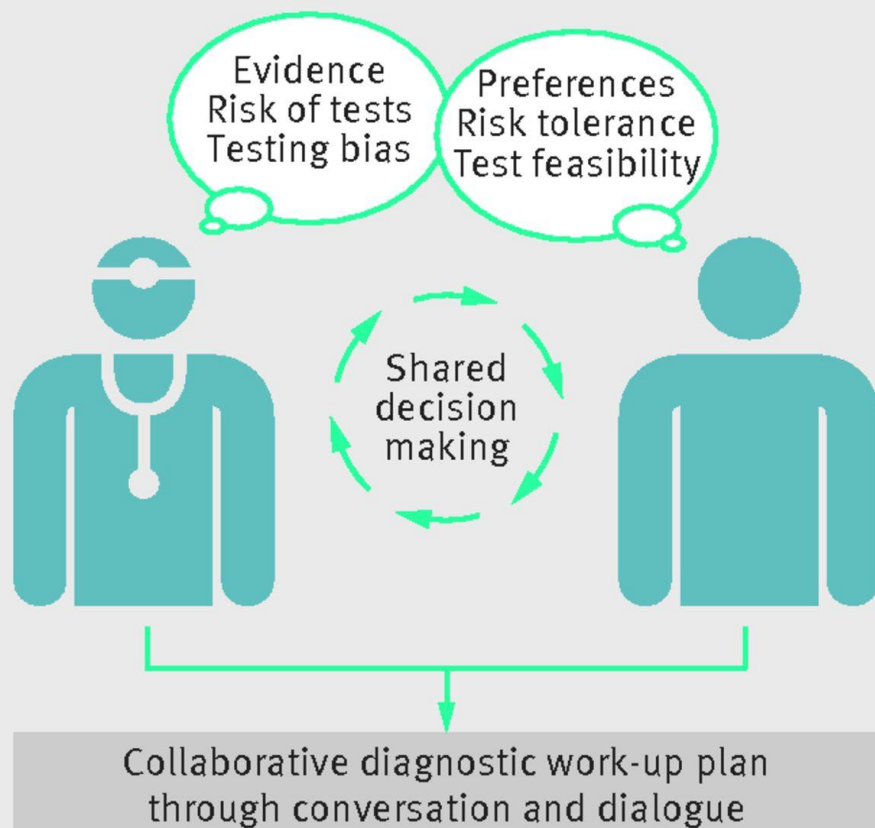 Evidence
Risk of tests
Testing bias
Preferences
Risk tolerance
Test feasibility
Shared
decision
making
Collaborative diagnostic work-up plan
through conversation and dialogue